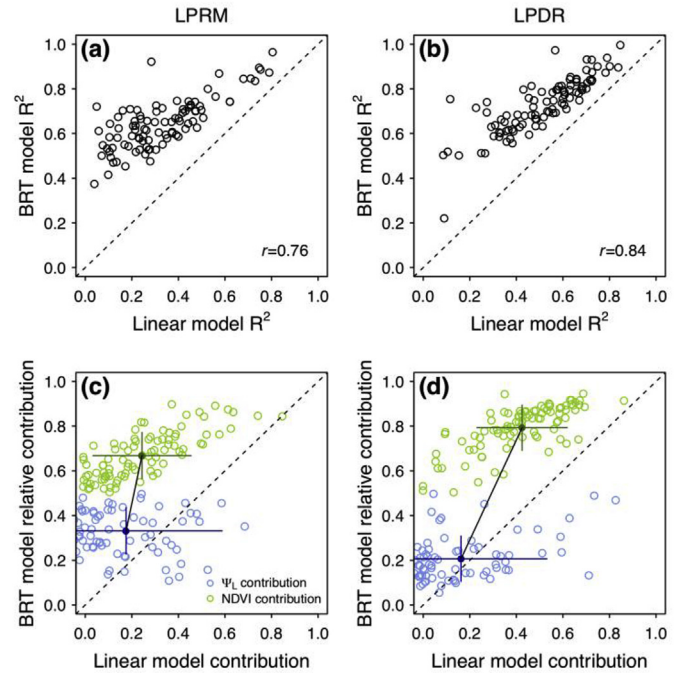 LPRM
LPDR
(a)
BRT model R²
1.0
0.8
0.6
0.4
0.2
0.0
r=0.76
0.0 0.2 0.4 0.6 0.8 1.0
Linear model R²
(b)
BRT model R²
1.0
0.8
0.6
0.4
0.2
0.0
r=0.84
0.0 0.2 0.4 0.6 0.8 1.0
Linear model R²
(c)
BRT model relative contribution
1.0
0.8
0.6
0.4
0.2
0.0
Ψ_L contribution
NDVI contribution
0.0 0.2 0.4 0.6 0.8 1.0
Linear model contribution
(d)
BRT model relative contribution
1.0
0.8
0.6
0.4
0.2
0.0
0.0 0.2 0.4 0.6 0.8 1.0
Linear model contribution